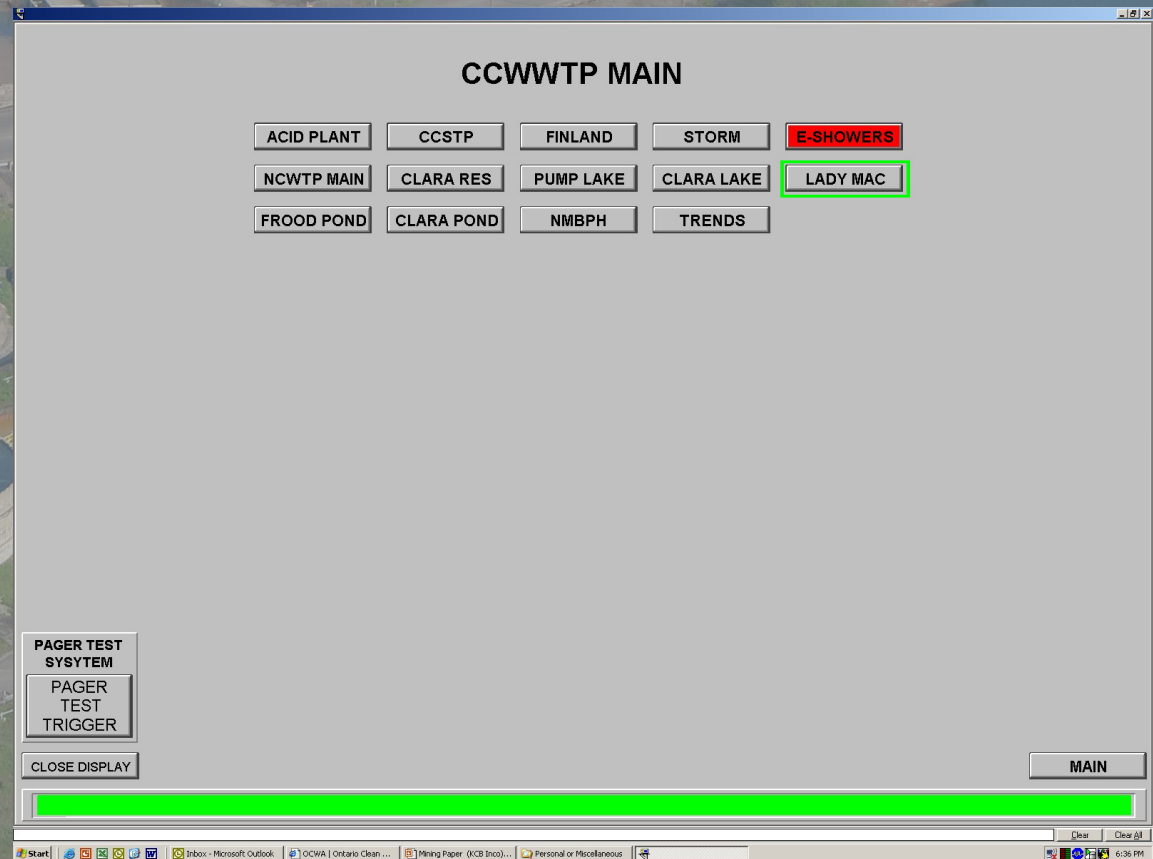 CCWWTP MAIN
ACID PLANT CCSTP FINLAND STORM E-SHOWERS
NCWTP MAIN CLARA RES PUMP LAKE CLARA LAKE LADY MAC
FROOD POND CLARA POND NMBPH TRENDS
PAGER TEST
SYSYTEM
PAGER
TEST
TRIGGER
CLOSE DISPLAY MAIN
Clear Clear All
Start Inbox - Microsoft Outlook OCWA | Ontario Clean ... Mining Paper (KCB Inco)... Personal or Miscellaneous 6:36 PM